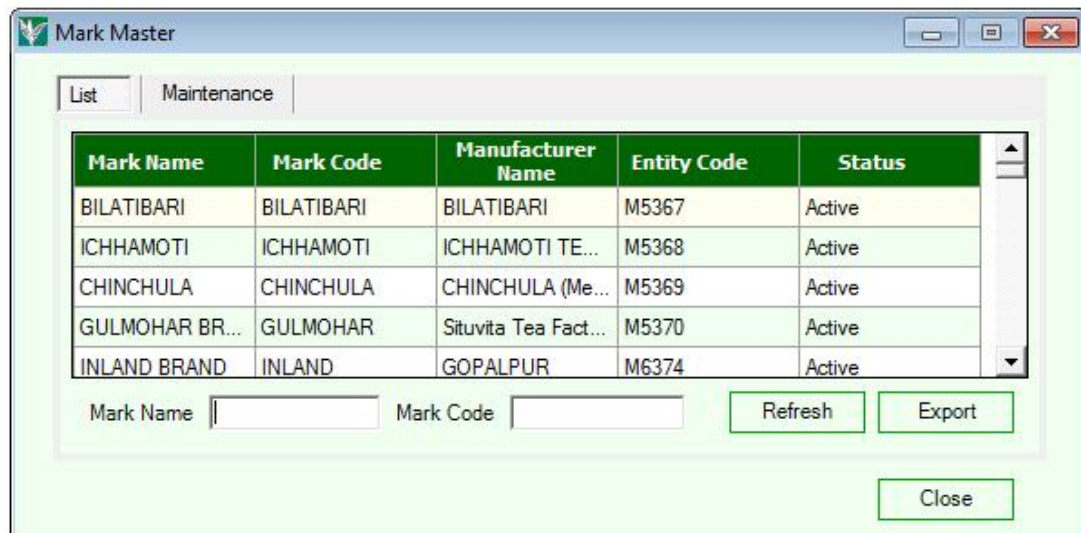 Mark Master
List Maintenance
Mark Name Mark Code Manufacturer Name Entity Code Status
BILATIBARI BILATIBARI BILATIBARI M5367 Active
ICHHAMOTI ICHHAMOTI ICHHAMOTI TE... M5368 Active
CHINCHULA CHINCHULA CHINCHULA (Me... M5369 Active
GULMOHAR BR... GULMOHAR Situvita Tea Fact... M5370 Active
INLAND BRAND INLAND GOPALPUR M6374 Active
Mark Name Mark Code Refresh Export
Close